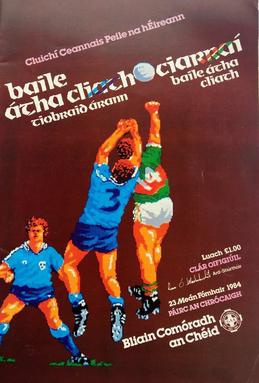 Cluichí Ceannais Peile na hÉireann
baile
átha cliath
tiobraid árann
ciarraí
baile átha
cliath
Luach £1.00
CLÁR OIFIGIÚIL
Ard-Stiúrthóir
23, Meán Fómhair 1984
PÁIRC AN CHRÓCAIGH
Bliain Comóradh
an Chéid